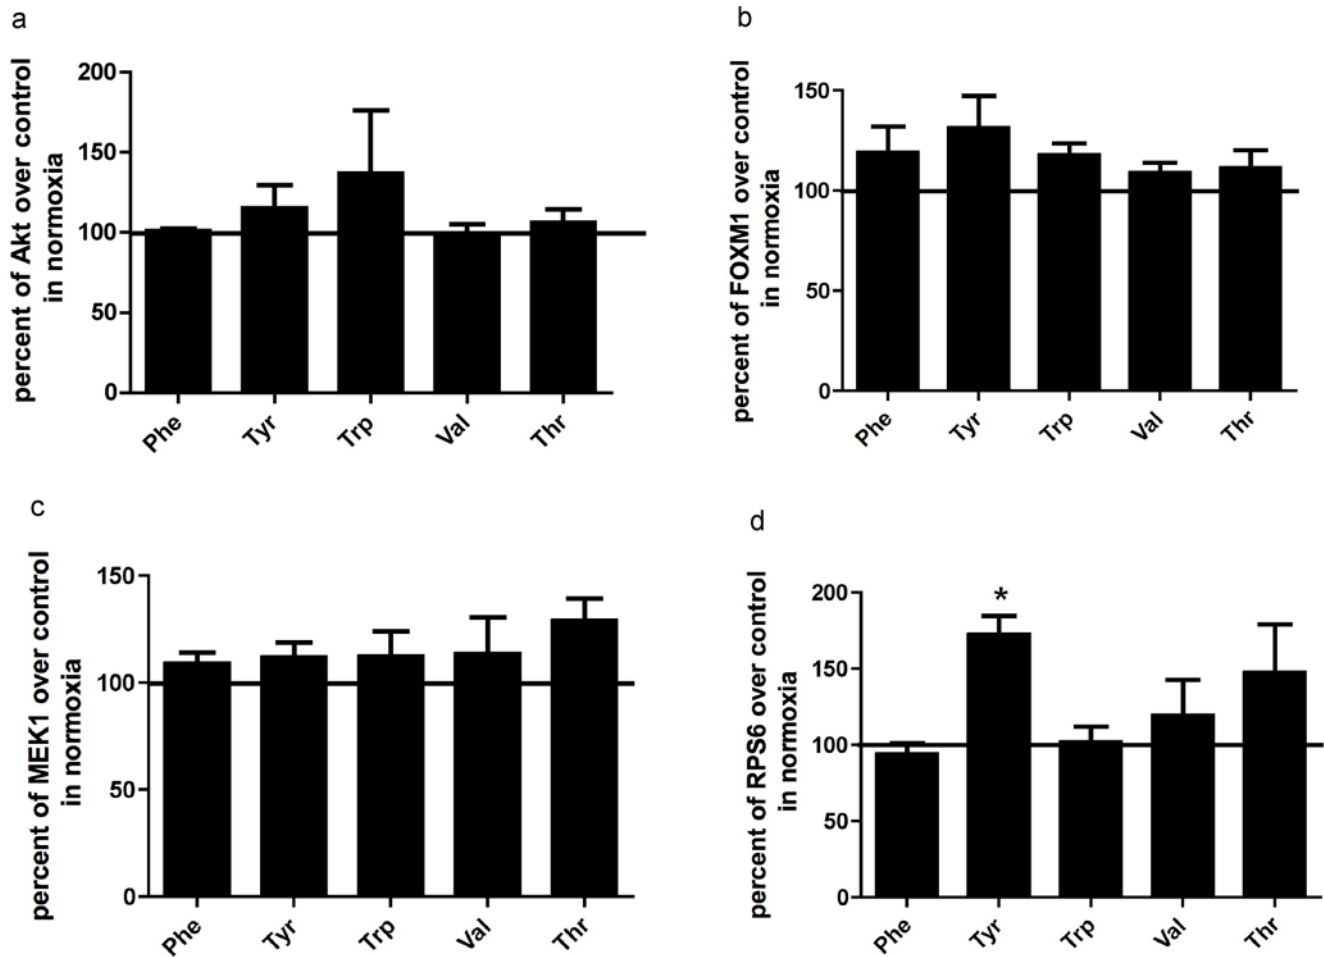 a
percent of Akt over control
in normoxia
200
150
100
50
0
Phe
Tyr
Trp
Val
Thr
b
percent of FOXM1 over control
in normoxia
150
100
50
0
Phe
Tyr
Trp
Val
Thr
c
percent of MEK1 over control
in normoxia
150
100
50
0
Phe
Tyr
Trp
Val
Thr
d
percent of RPS6 over control
in normoxia
200
150
100
50
0
*
Phe
Tyr
Trp
Val
Thr